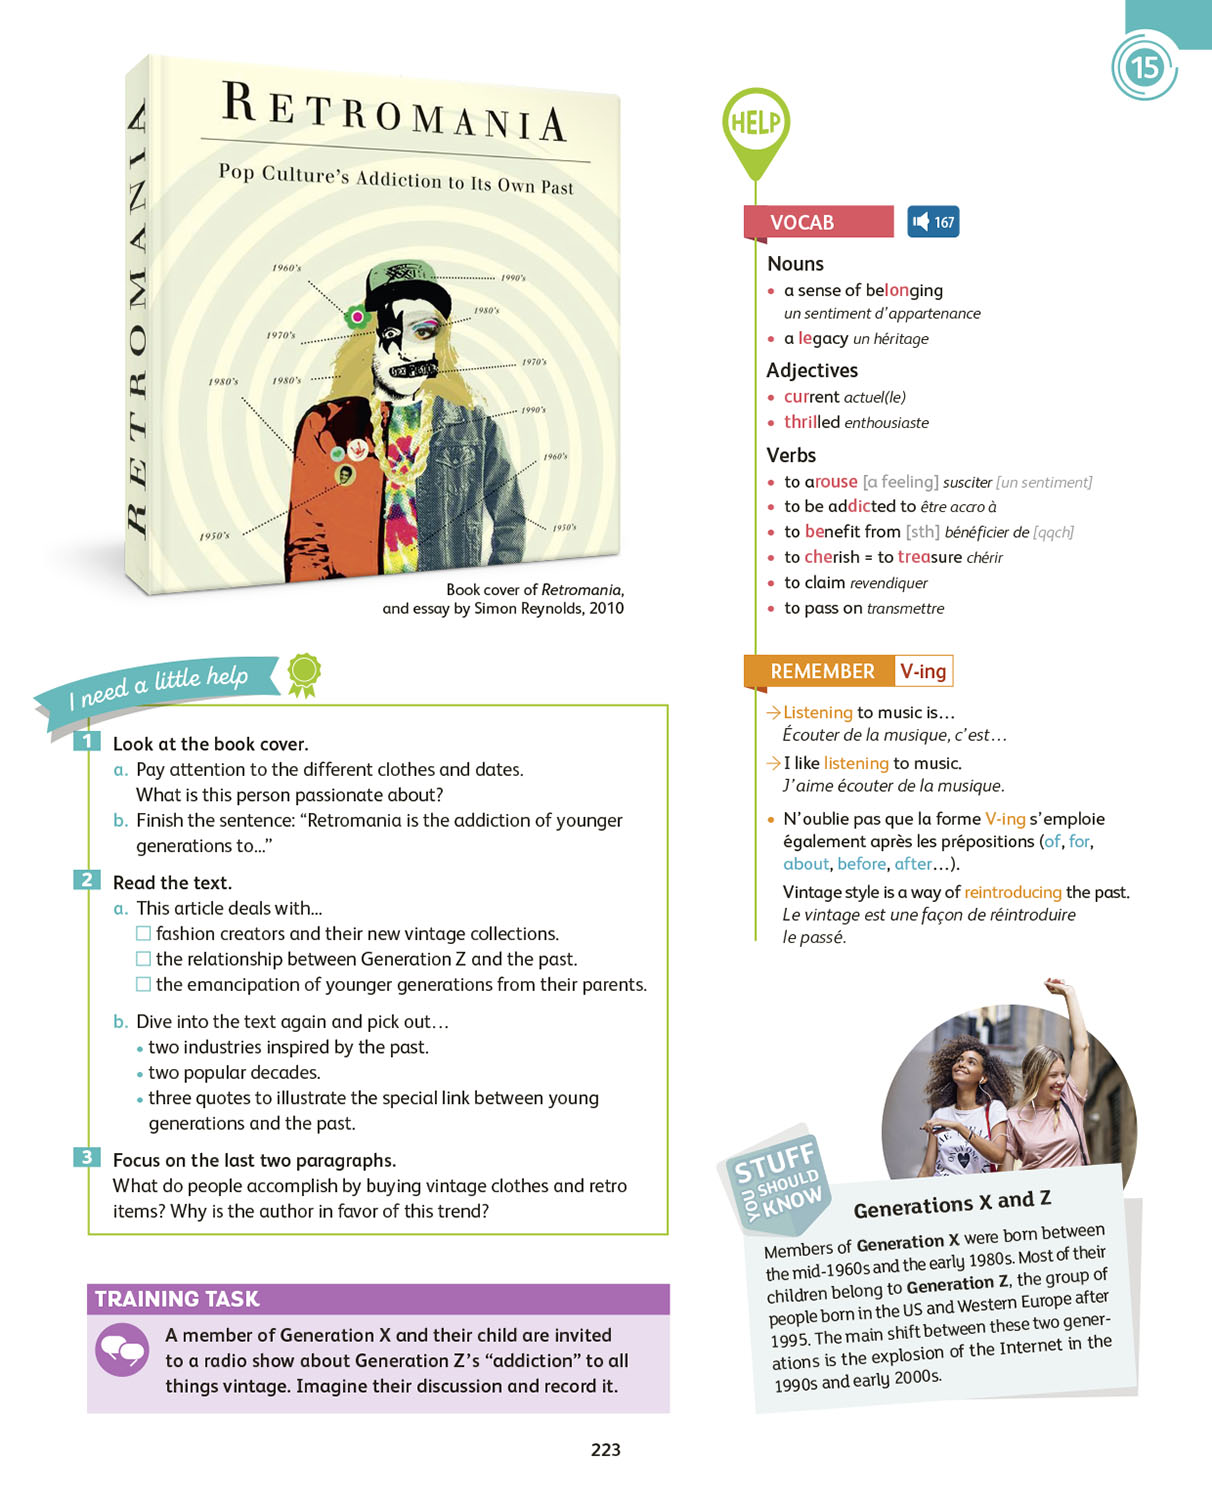 15
RETROMANIA
RETROMANIA
Pop Culture's Addiction to Its Own Past
1960's
1990's
1980's
1970's
1970's
1980's
1980's
1990's
1960's
1950's
1950's
SEX PISTOLS
Book cover of Retromania,
and essay by Simon Reynolds, 2010
I need a little help
1 Look at the book cover.
a. Pay attention to the different clothes and dates.
What is this person passionate about?
b. Finish the sentence: “Retromania is the addiction of younger
generations to...”
2 Read the text.
a. This article deals with...
fashion creators and their new vintage collections.
the relationship between Generation Z and the past.
the emancipation of younger generations from their parents.
b. Dive into the text again and pick out…
• two industries inspired by the past.
• two popular decades.
• three quotes to illustrate the special link between young
generations and the past.
3 Focus on the last two paragraphs.
What do people accomplish by buying vintage clothes and retro
items? Why is the author in favor of this trend?
TRAINING TASK
A member of Generation X and their child are invited
to a radio show about Generation Z’s “addiction” to all
things vintage. Imagine their discussion and record it.
HELP
VOCAB
167
Nouns
• a sense of belonging
un sentiment d’appartenance
• a legacy un héritage
Adjectives
• current actuel(le)
• thrilled enthousiaste
Verbs
• to arouse [a feeling] susciter [un sentiment]
• to be addicted to être accro à
• to benefit from [sth] bénéficier de [qqch]
• to cherish = to treasure chérir
• to claim revendiquer
• to pass on transmettre
REMEMBER V-ing
→ Listening to music is…
Écouter de la musique, c’est…
→ I like listening to music.
J’aime écouter de la musique.
• N’oublie pas que la forme V-ing s’emploie
également après les prépositions (of, for,
about, before, after…).
Vintage style is a way of reintroducing the past.
Le vintage est une façon de réintroduire
le passé.
STUFF
YOU SHOULD
KNOW
Generations X and Z
Members of Generation X were born between
the mid-1960s and the early 1980s. Most of their
children belong to Generation Z, the group of
people born in the US and Western Europe after
1995. The main shift between these two gener-
ations is the explosion of the Internet in the
1990s and early 2000s.
223